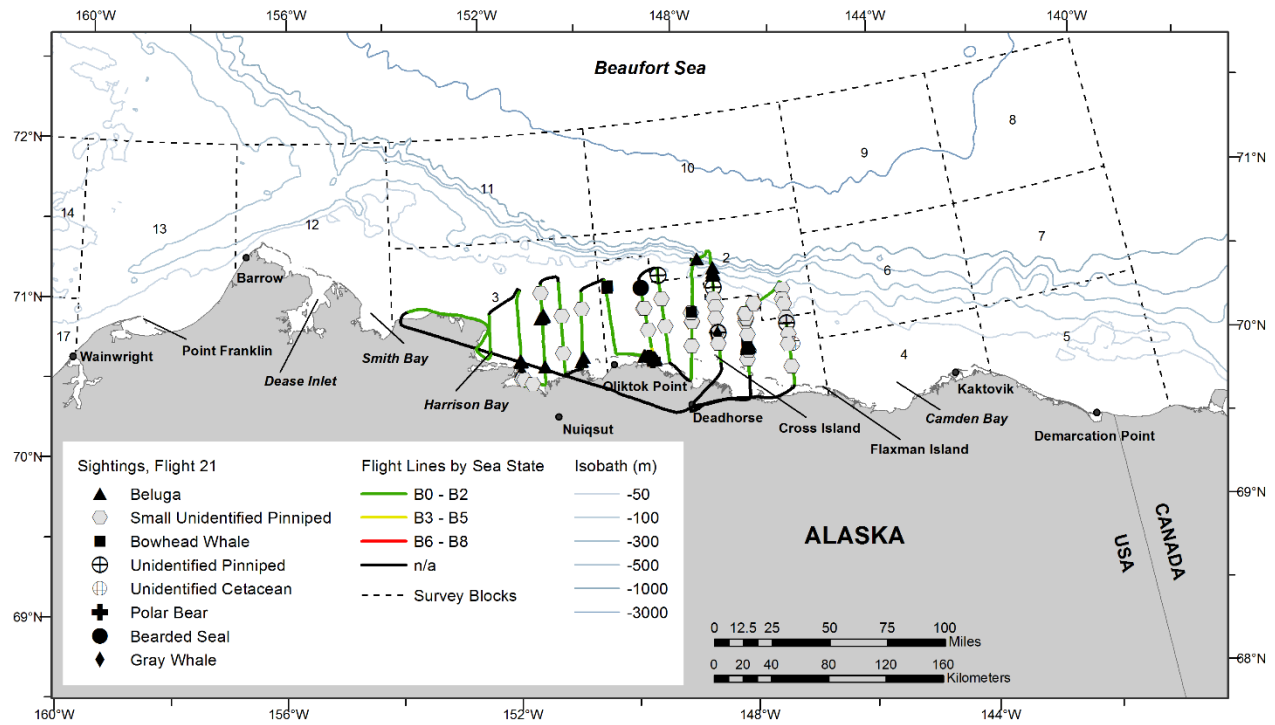 160°W
156°W
152°W
148°W
144°W
140°W
Beaufort Sea
72°N
71°N
8
9
10
11
14
13
12
7
2
6
71°N
3
70°N
17
Barrow
Wainwright
Point Franklin
Smith Bay
Dease Inlet
Harrison Bay
Oliktok Point
Nuiqsut
Deadhorse
Cross Island
Flaxman Island
4
5
Kaktovik
Camden Bay
Demarcation Point
70°N
69°N
69°N
68°N
ALASKA
USA
CANADA
Sightings, Flight 21
Beluga
Small Unidentified Pinniped
Bowhead Whale
Unidentified Pinniped
Unidentified Cetacean
Polar Bear
Bearded Seal
Gray Whale
Flight Lines by Sea State
B0 - B2
B3 - B5
B6 - B8
n/a
Survey Blocks
Isobath (m)
-50
-100
-300
-500
-1000
-3000
0 12.5 25 50 75 100
Miles
0 20 40 80 120 160
Kilometers
160°W
156°W
152°W
148°W
144°W